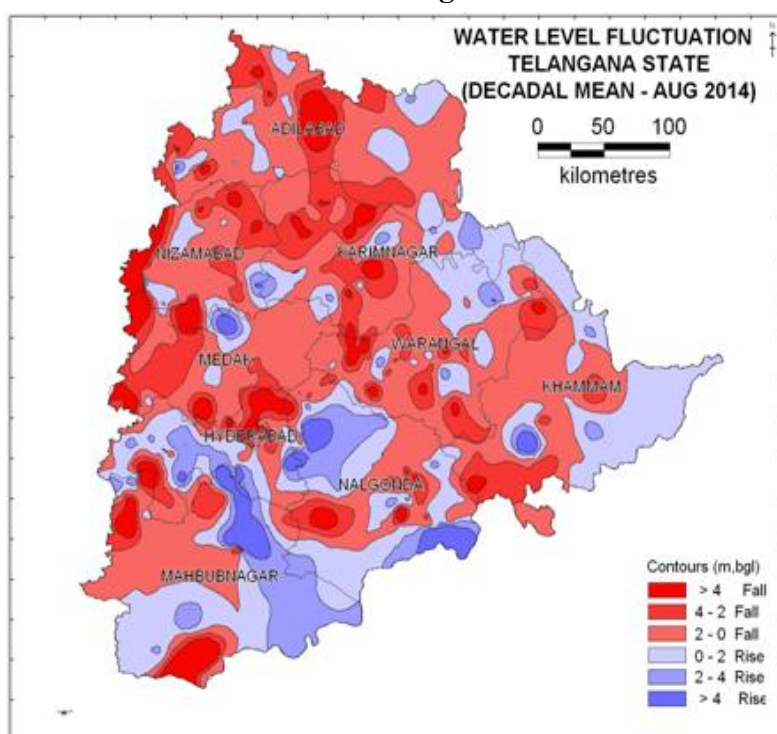 WATER LEVEL FLUCTUATION
TELANGANA STATE
(DECADAL MEAN - AUG 2014)
0 50 100
kilometres
ADILABAD
NIZAMABAD
KARIMNAGAR
MEDAK
WARANGAL
KHAMMAM
HYDERABAD
NALGONDA
MAHBUBNAGAR
Contours (m,bgl)
> 4 Fall
4 - 2 Fall
2 - 0 Fall
0 - 2 Rise
2 - 4 Rise
> 4 Rise